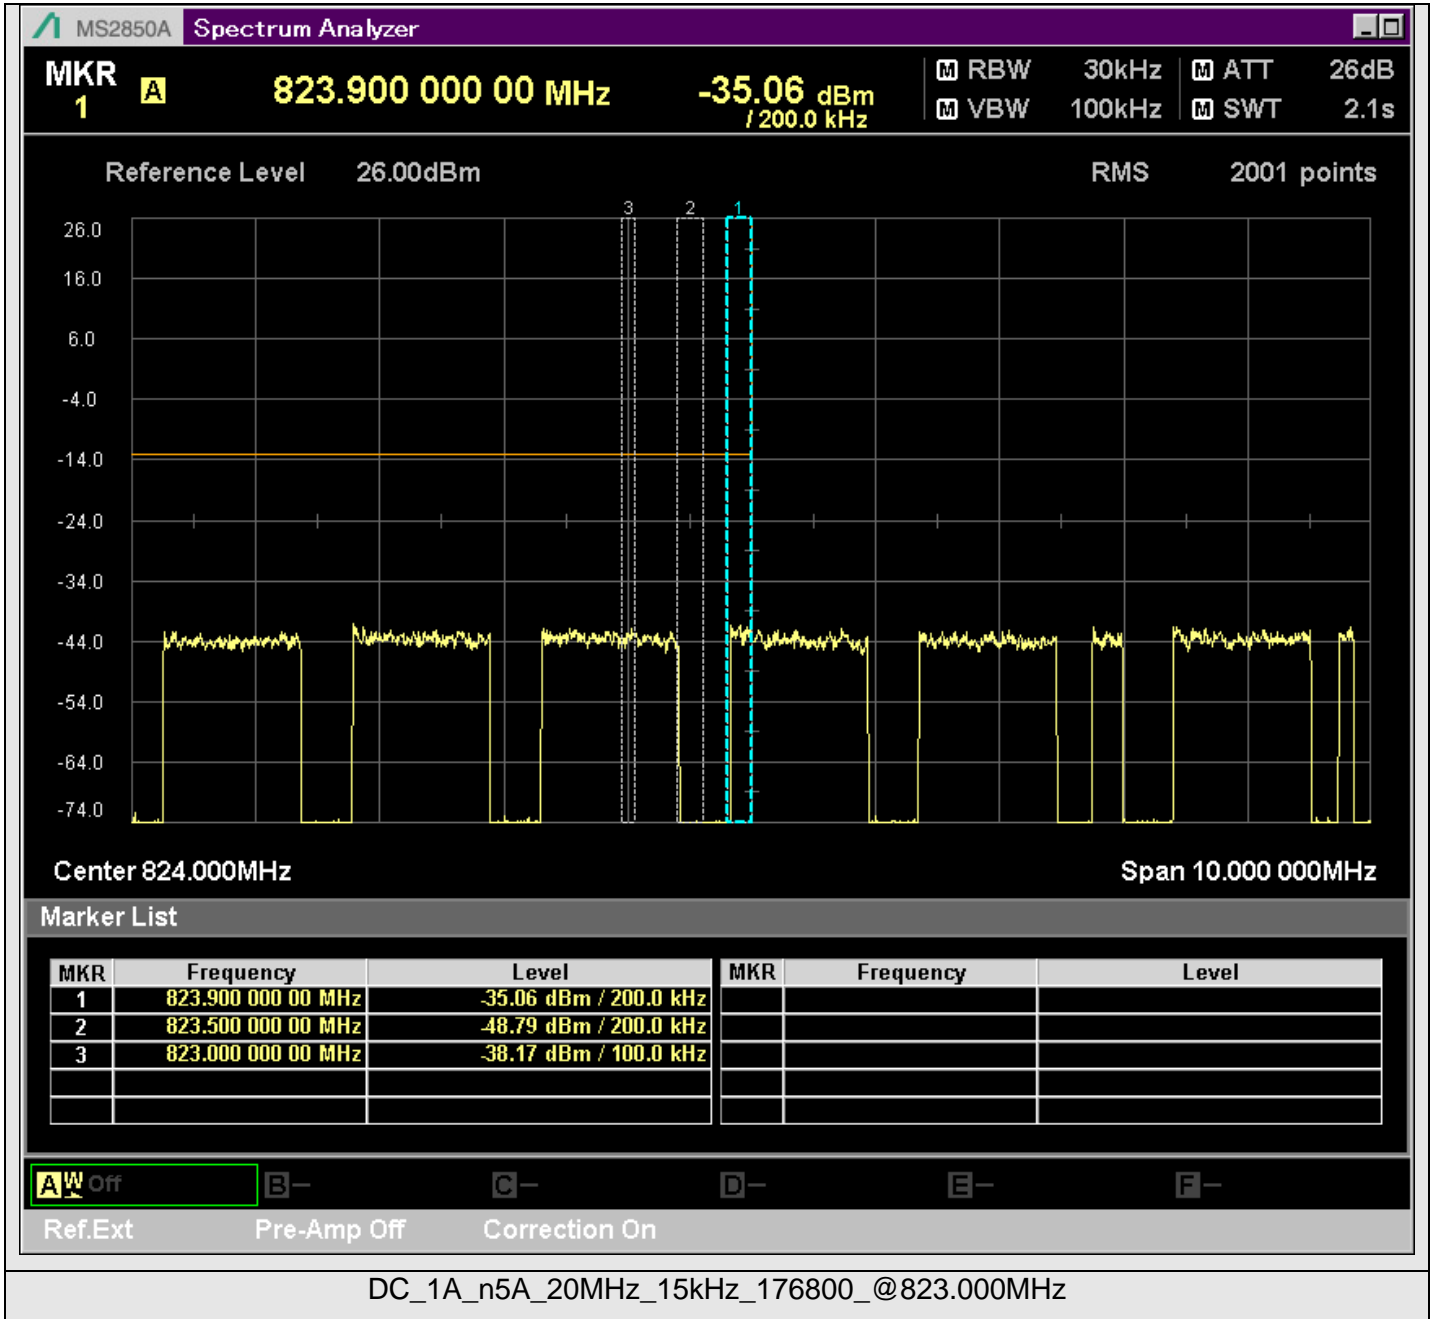 MS2850A Spectrum Analyzer
MKR 1 A 823.900 000 00 MHz -35.06 dBm / 200.0 kHz
M RBW 30kHz M ATT 26dB
M VBW 100kHz M SWT 2.1s
Reference Level 26.00dBm RMS 2001 points
3 2 1
26.0
16.0
6.0
-4.0
-14.0
-24.0
-34.0
-44.0
-54.0
-64.0
-74.0
Center 824.000MHz Span 10.000 000MHz
Marker List
MKR Frequency Level MKR Frequency Level
1 823.900 000 00 MHz -35.06 dBm / 200.0 kHz
2 823.500 000 00 MHz -48.79 dBm / 200.0 kHz
3 823.000 000 00 MHz -38.17 dBm / 100.0 kHz
A W Off B - C - D - E - F -
Ref.Ext Pre-Amp Off Correction On
DC_1A_n5A_20MHz_15kHz_176800_@823.000MHz